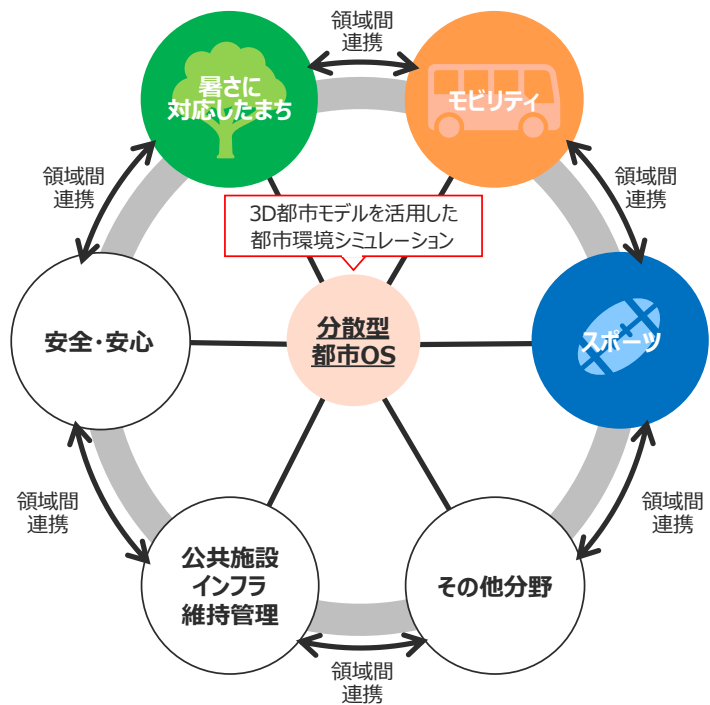 領域間
連携
暑さに
対応したまち
モビリティ
領域間
連携
領域間
連携
3D都市モデルを活用した
都市環境シミュレーション
安全・安心
分散型
都市OS
スポーツ
領域間
連携
領域間
連携
公共施設
インフラ
維持管理
その他分野
領域間
連携